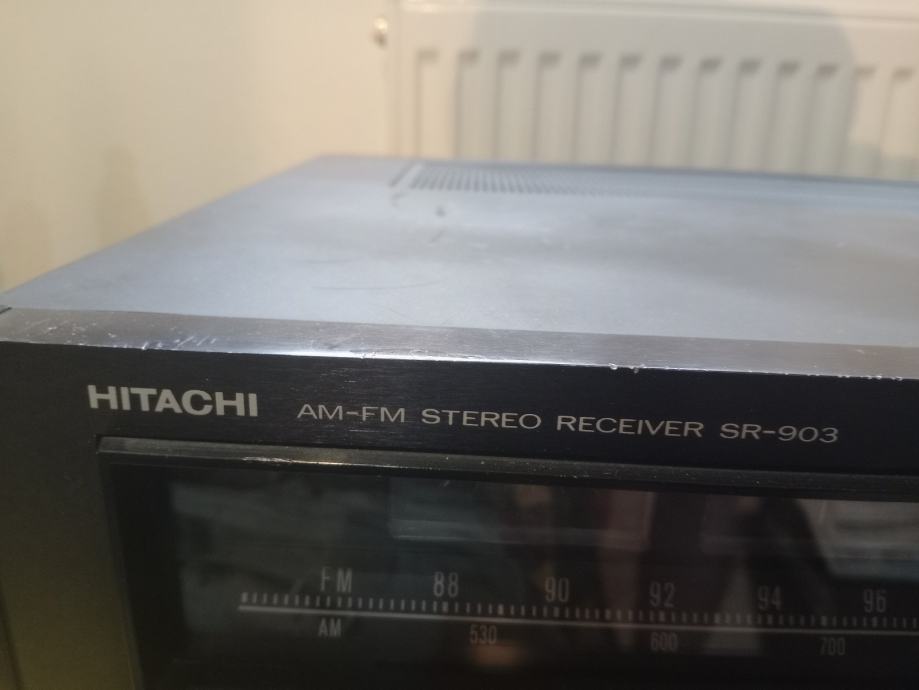 HITACHI AM-FM STEREO RECEIVER SR-903
FM 88 90 92 94 96
AM 530 600 700